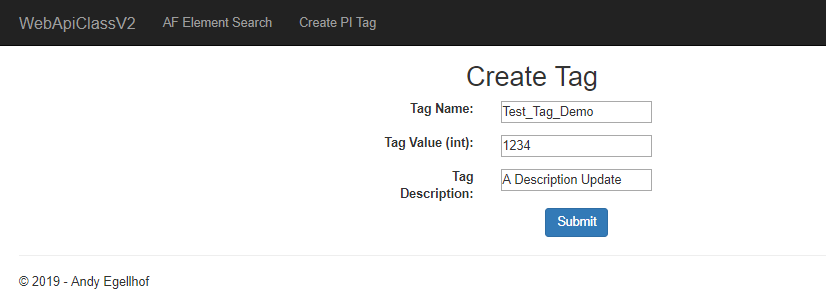 WebApiClassV2 AF Element Search Create PI Tag
Create Tag
Tag Name: Test_Tag_Demo
Tag Value (int): 1234
Tag
Description: A Description Update
Submit
© 2019 - Andy Egellhof